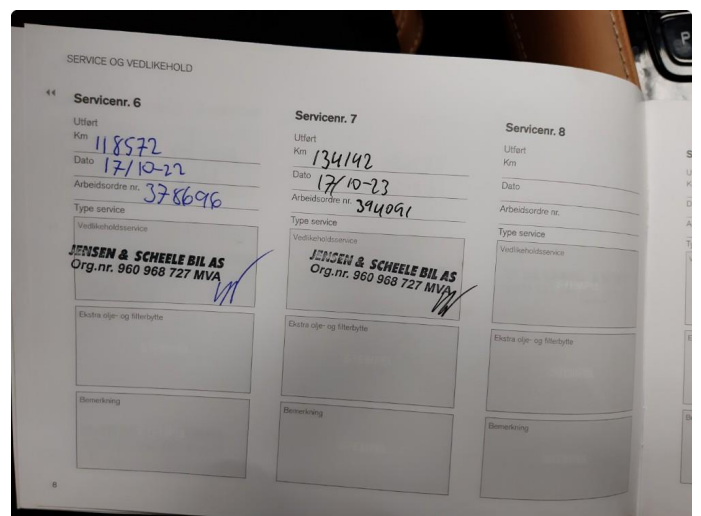 SERVICE OG VEDLIKEHOLD
Servicenr. 6
Utført
Km 118572
Dato 17/10-22
Arbeidsordre nr. 378696
Type service
Vedlikeholdsservice
JENSEN & SCHEELE BIL AS
Org.nr. 960 968 727 MVA
Ekstra olje- og filterbytte
Bemerkning
Servicenr. 7
Utført
Km 134142
Dato 17/10-23
Arbeidsordre nr. 394091
Type service
Vedlikeholdsservice
JENSEN & SCHEELE BIL AS
Org.nr. 960 968 727 MVA
Ekstra olje- og filterbytte
Bemerkning
Servicenr. 8
Utført
Km
Dato
Arbeidsordre nr.
Type service
Vedlikeholdsservice
Ekstra olje- og filterbytte
Bemerkning
8
P